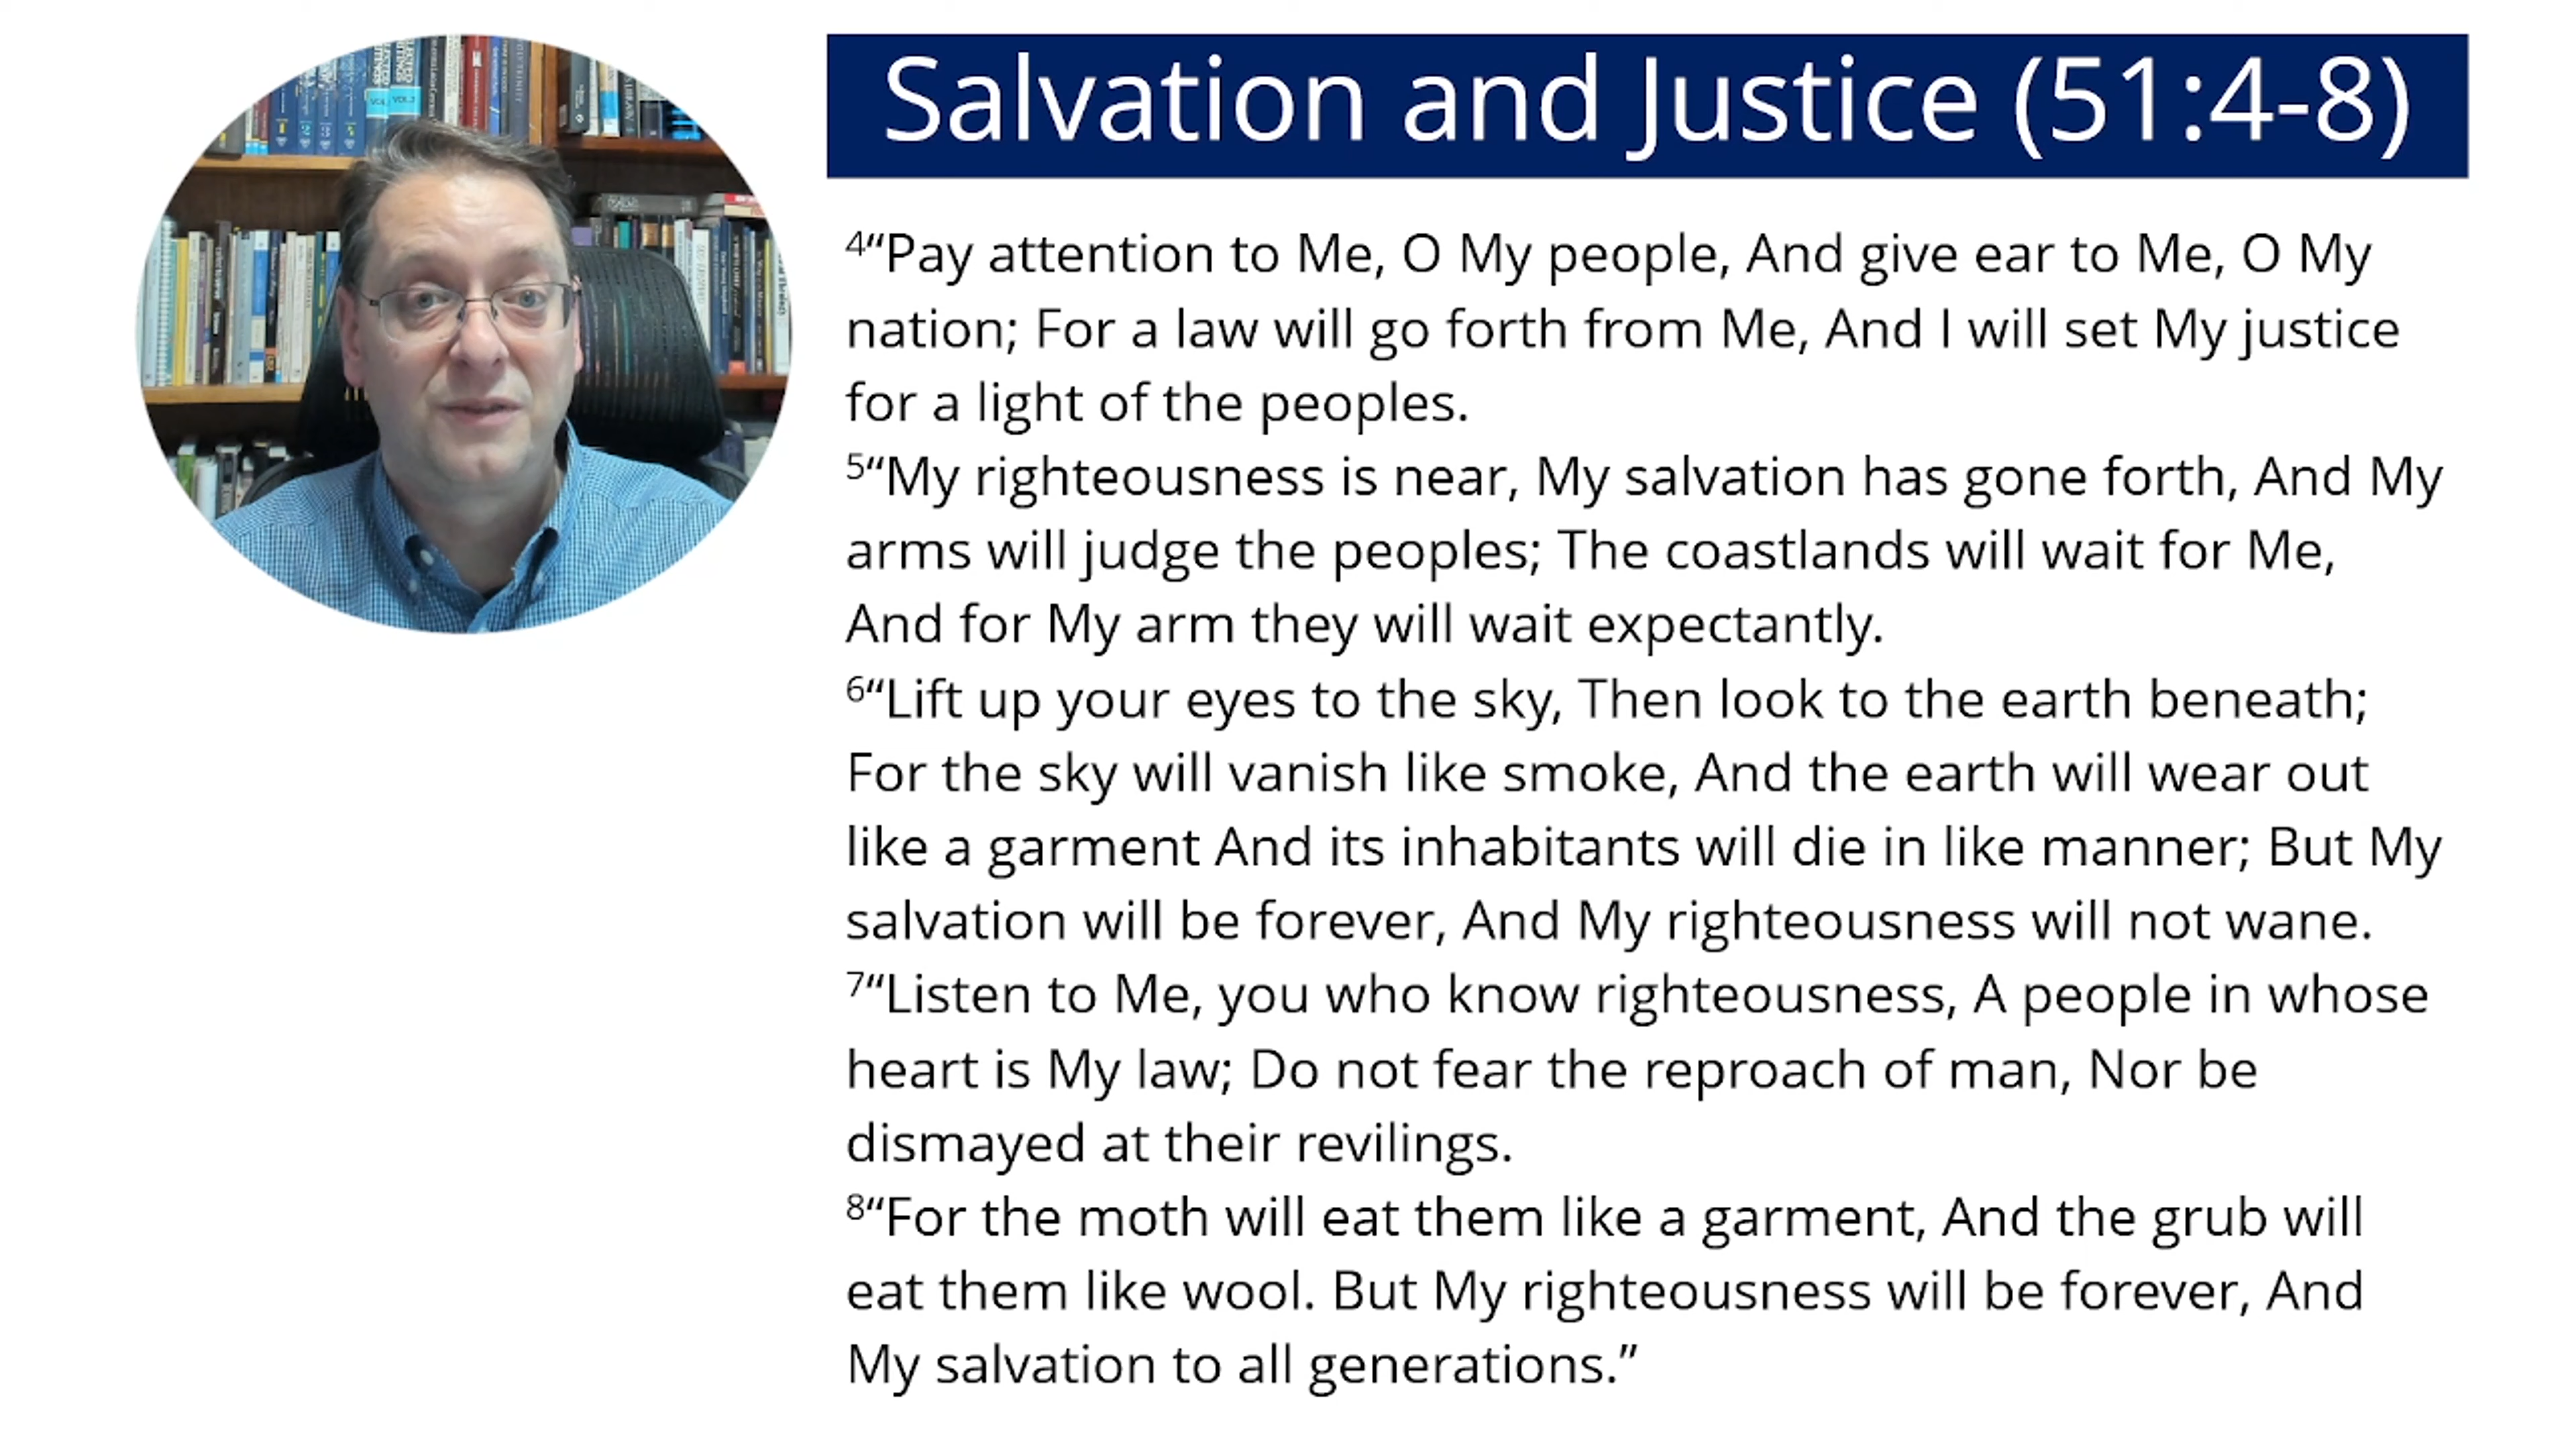 Salvation and Justice (51:4-8)
4“Pay attention to Me, O My people, And give ear to Me, O My
nation; For a law will go forth from Me, And I will set My justice
for a light of the peoples.
5“My righteousness is near, My salvation has gone forth, And My
arms will judge the peoples; The coastlands will wait for Me,
And for My arm they will wait expectantly.
6“Lift up your eyes to the sky, Then look to the earth beneath;
For the sky will vanish like smoke, And the earth will wear out
like a garment And its inhabitants will die in like manner; But My
salvation will be forever, And My righteousness will not wane.
7“Listen to Me, you who know righteousness, A people in whose
heart is My law; Do not fear the reproach of man, Nor be
dismayed at their revilings.
8“For the moth will eat them like a garment, And the grub will
eat them like wool. But My righteousness will be forever, And
My salvation to all generations.”